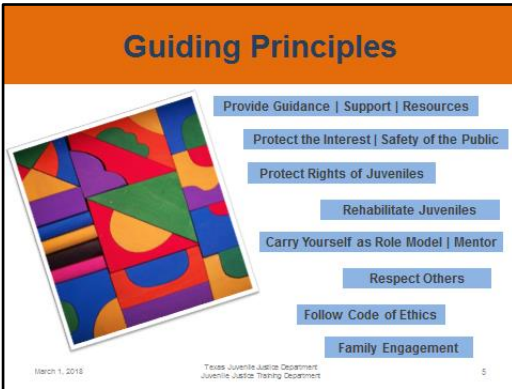 Guiding Principles
Provide Guidance | Support | Resources
Protect the Interest | Safety of the Public
Protect Rights of Juveniles
Rehabilitate Juveniles
Carry Yourself as Role Model | Mentor
Respect Others
Follow Code of Ethics
Family Engagement
March 1, 2018
Texas Juvenile Justice Department
Juvenile Justice Training Department
5